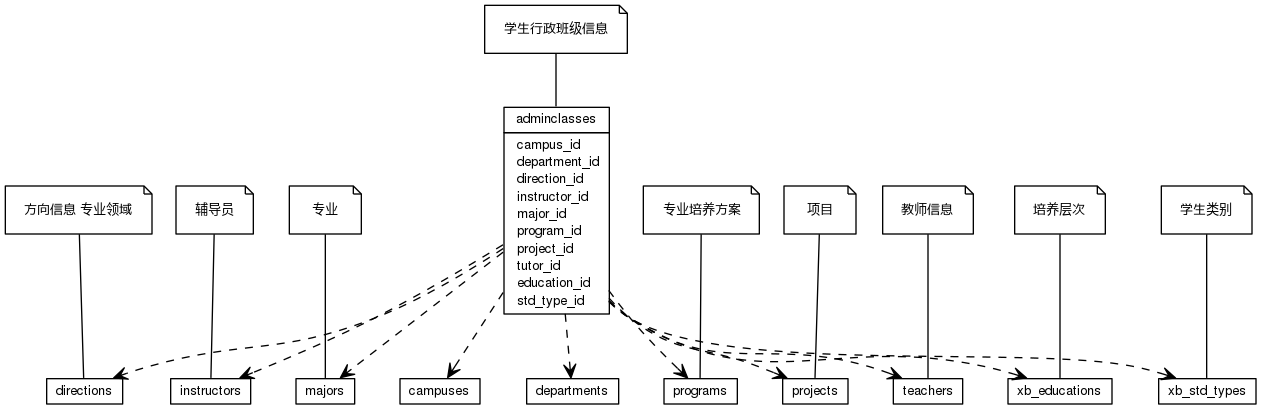 学生行政班级信息
adminclasses
campus_id
department_id
direction_id
instructor_id
major_id
program_id
project_id
tutor_id
education_id
std_type_id
方向信息 专业领域
辅导员
专业
专业培养方案
项目
教师信息
培养层次
学生类别
directions
instructors
majors
campuses
departments
programs
projects
teachers
xb_educations
xb_std_types